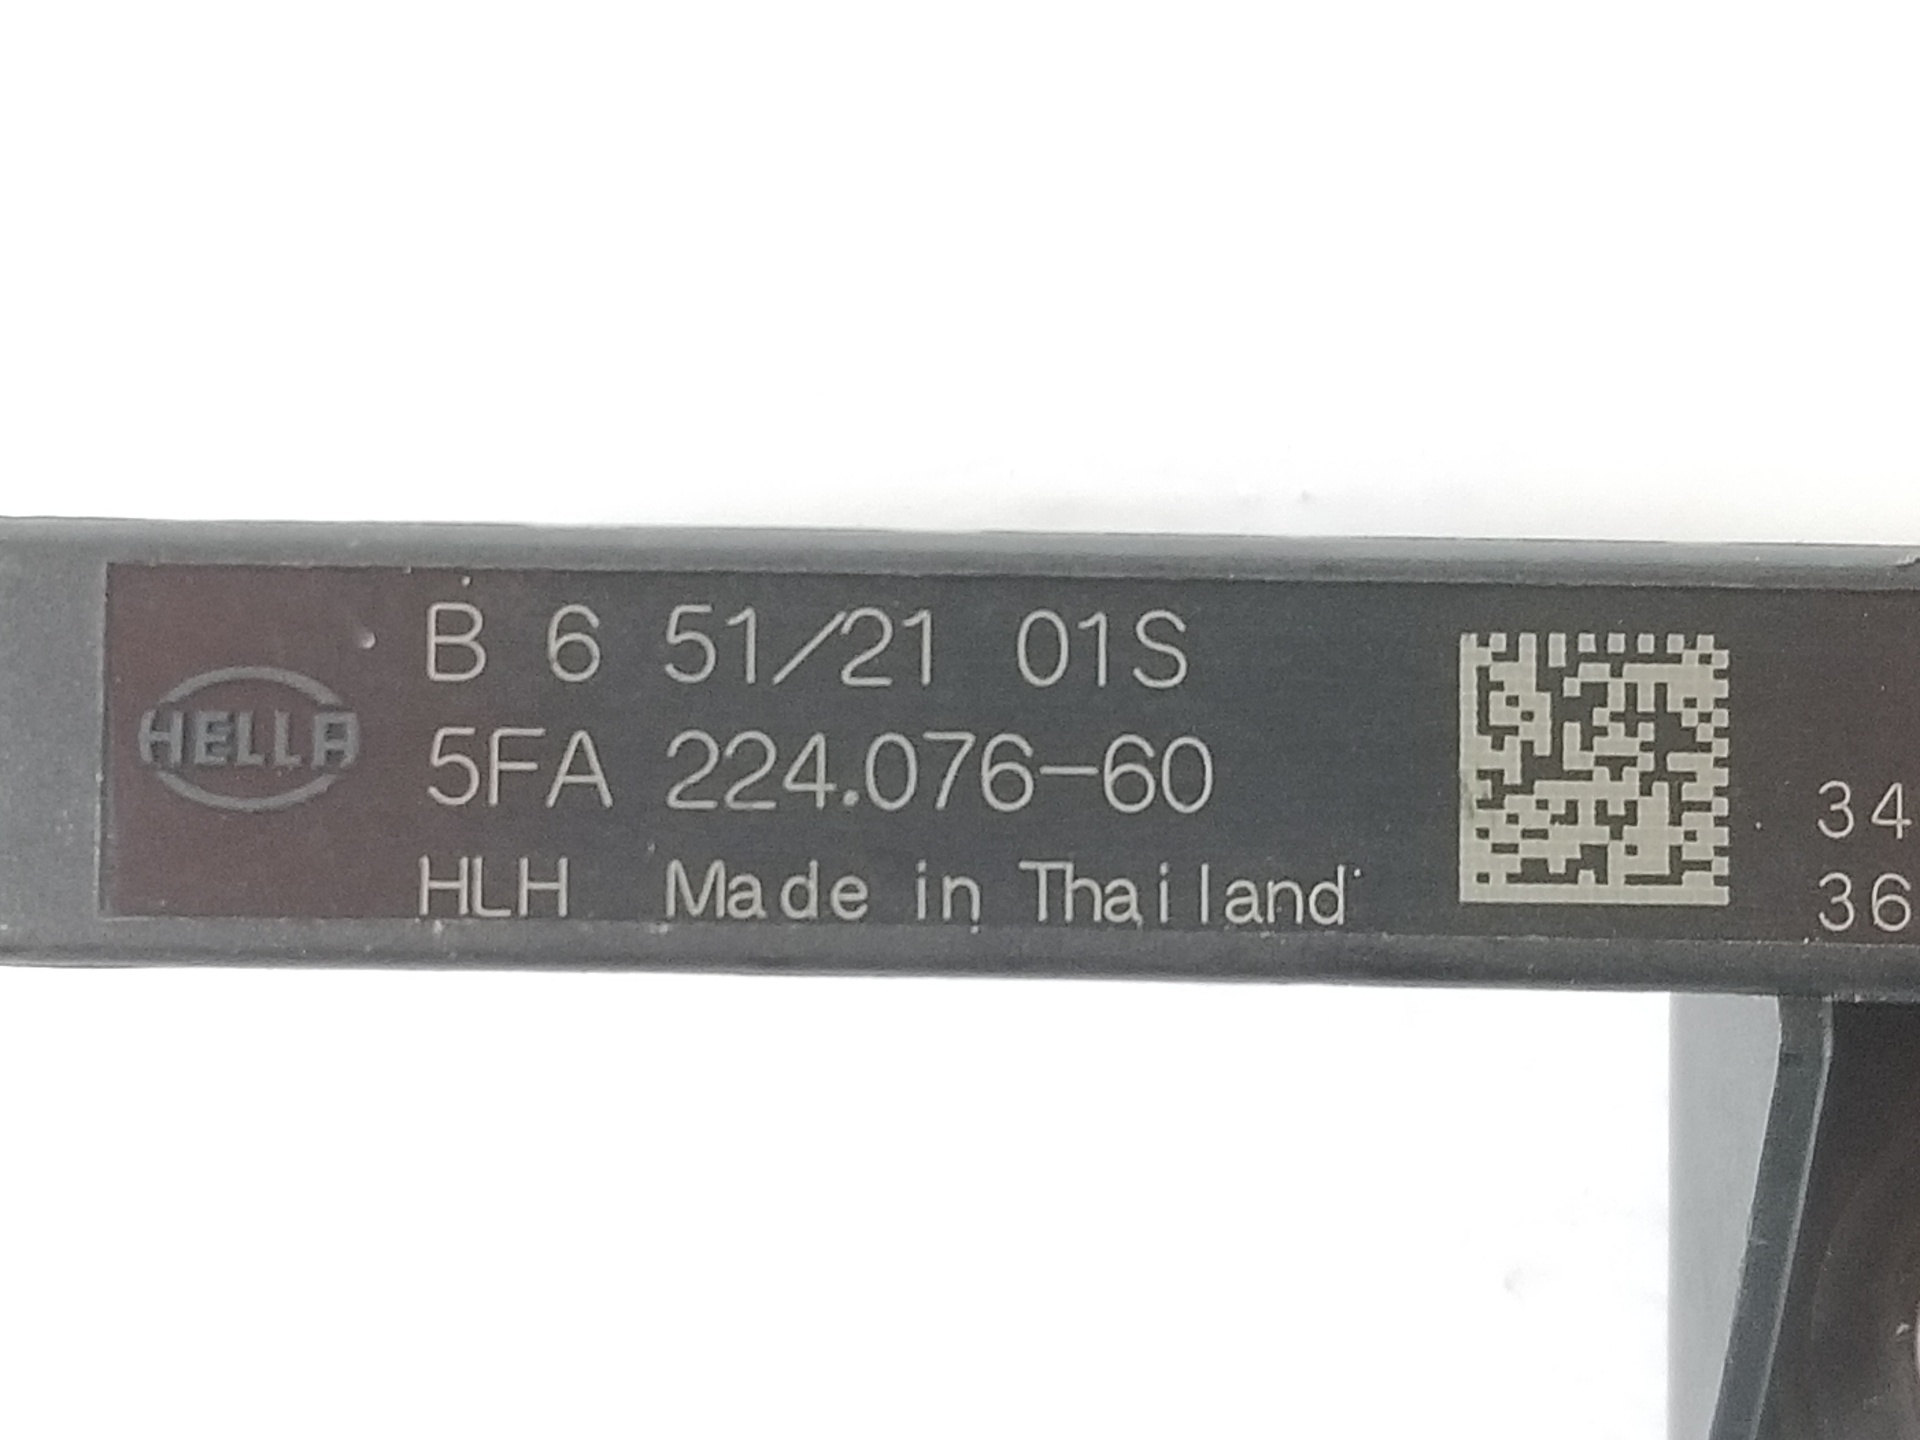 HELLA
B 6 51/21 01S
5FA 224.076-60
HLH Made in Thailand
34
36